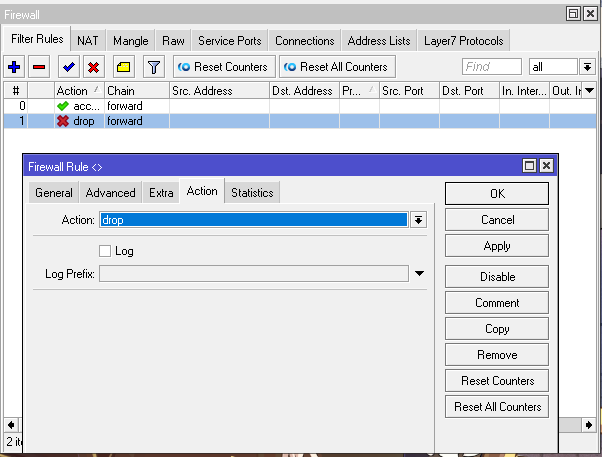 Firewall
Filter Rules NAT Mangle Raw Service Ports Connections Address Lists Layer7 Protocols
Reset Counters Reset All Counters Find all
# Action Chain Src. Address Dst. Address Pr... Src. Port Dst. Port In. Inter... Out. In
0 acc... forward
1 drop forward
Firewall Rule <>
General Advanced Extra Action Statistics
Action: drop
Log
Log Prefix:
OK
Cancel
Apply
Disable
Comment
Copy
Remove
Reset Counters
Reset All Counters
2 it